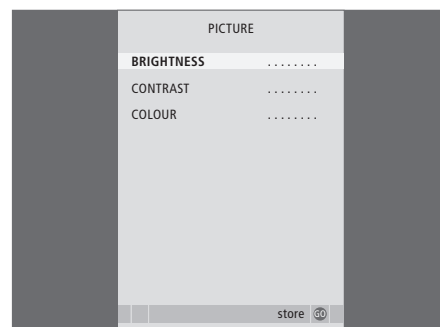 PICTURE
BRIGHTNESS ........
CONTRAST ........
COLOUR ........
store GO